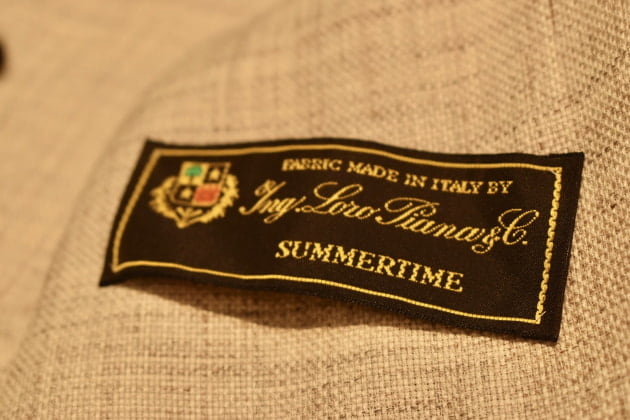 FABRIC MADE IN ITALY BY
Ing. Loro Piana & C.
SUMMERTIME